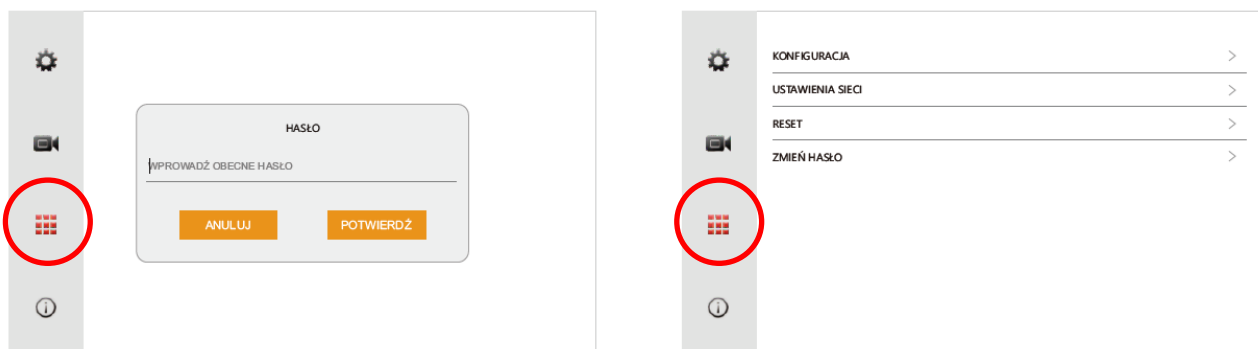 HASŁO
WPROWADŹ OBECNE HASŁO
ANULUJ POTWIERDŹ
KONFIGURACJA
USTAWIENIA SIECI
RESET
ZMIEŃ HASŁO